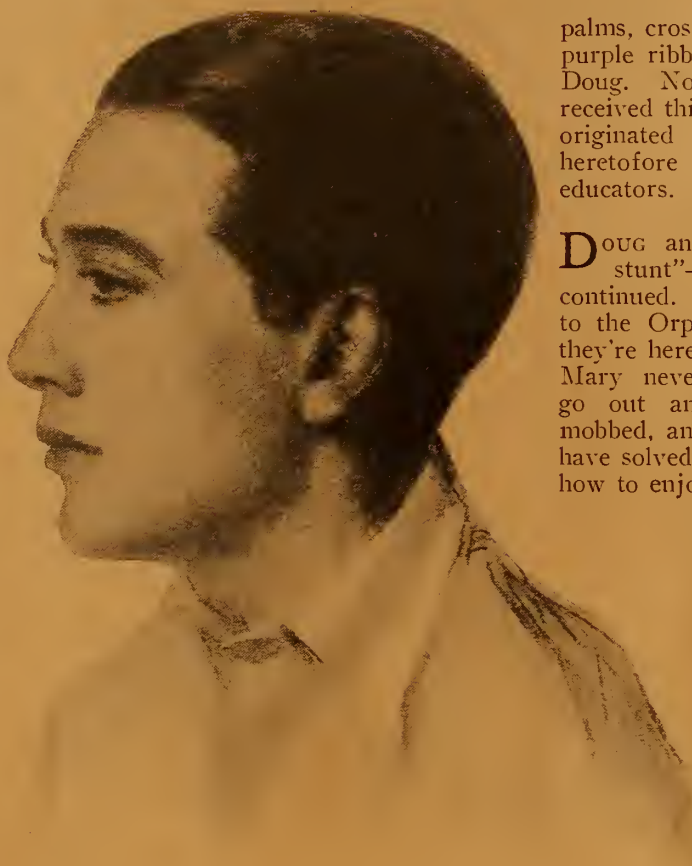 palms, cros
purple ribb
Doug. No
received thi
originated
heretofore
educators.
Doug an
stunt"—
continued.
to the Orp
they're here
Mary neve
go out an
mobbed, an
have solved
how to enjo